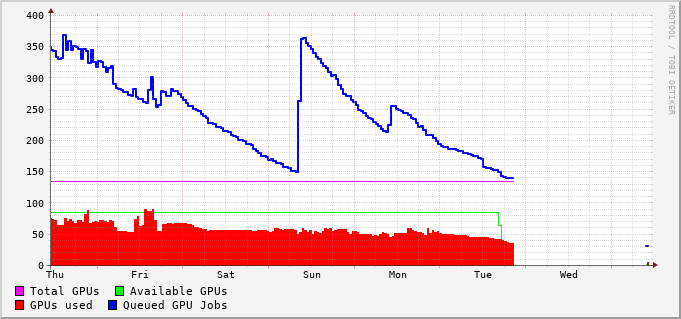 400
350
300
250
200
150
100
50
0
Thu Fri Sat Sun Mon Tue Wed
Total GPUs Available GPUs
GPUs used Queued GPU Jobs
RRDTOOL / TOBI OETIKER